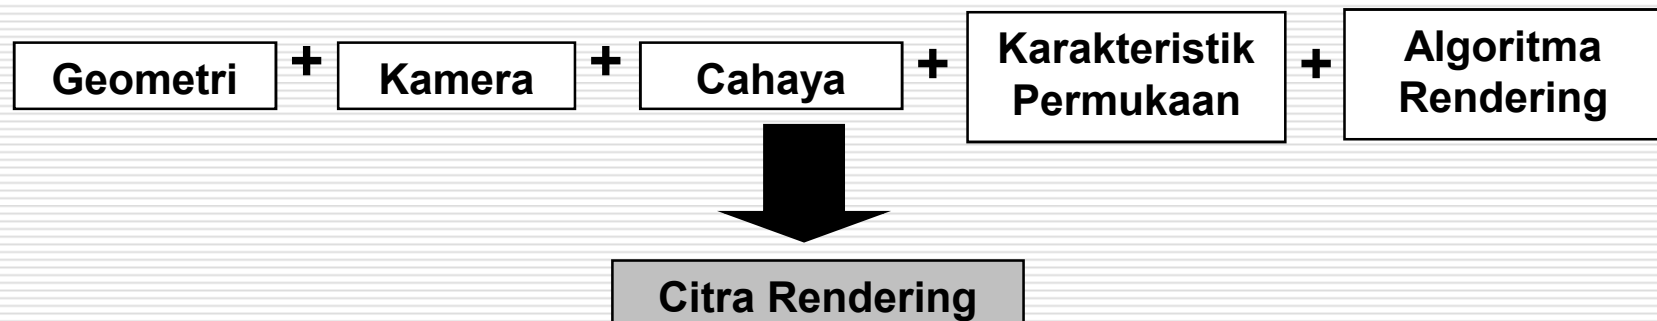 Geometri + Kamera + Cahaya + Karakteristik Permukaan + Algoritma Rendering
Citra Rendering